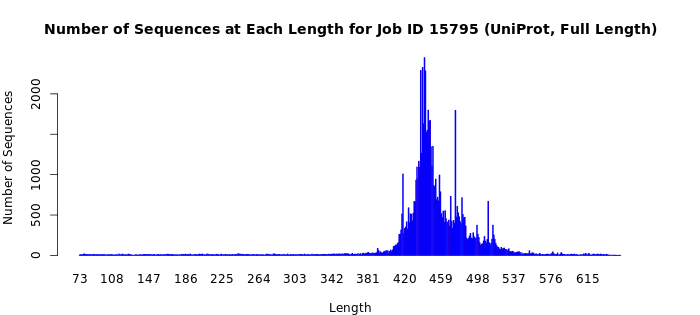 Number of Sequences at Each Length for Job ID 15795 (UniProt, Full Length)
Number of Sequences
2000
1000
500
0
73 108 147 186 225 264 303 342 381 420 459 498 537 576 615
Length